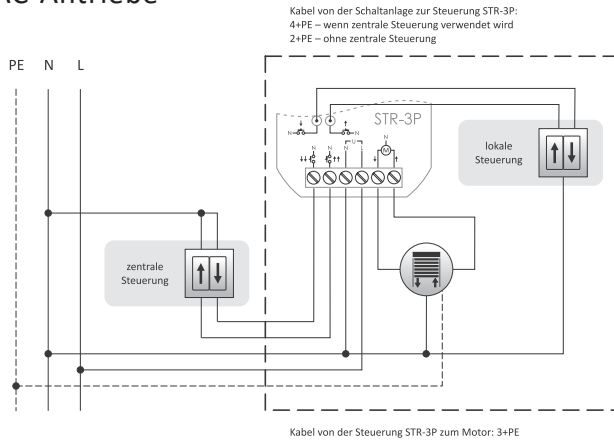 AC-Antriebe
Kabel von der Schaltanlage zur Steuerung STR-3P:
4+PE – wenn zentrale Steuerung verwendet wird
2+PE – ohne zentrale Steuerung
PE N L
STR-3P
N N
N N U N L N
M
lokale
Steuerung
zentrale
Steuerung
Kabel von der Steuerung STR-3P zum Motor: 3+PE